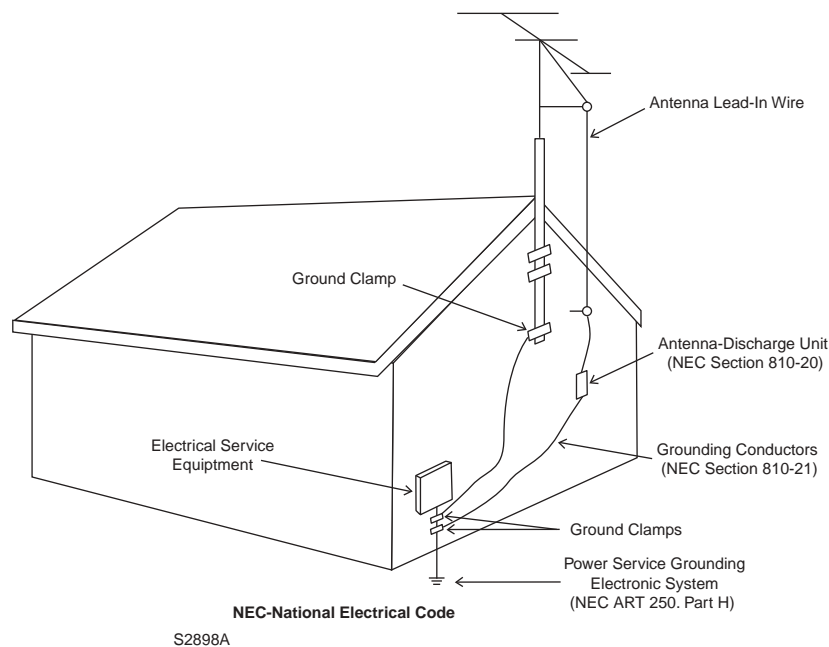 Antenna Lead-In Wire
Ground Clamp
Antenna-Discharge Unit
(NEC Section 810-20)
Electrical Service
Equiptment
Grounding Conductors
(NEC Section 810-21)
Ground Clamps
Power Service Grounding
Electronic System
(NEC ART 250. Part H)
NEC-National Electrical Code
S2898A